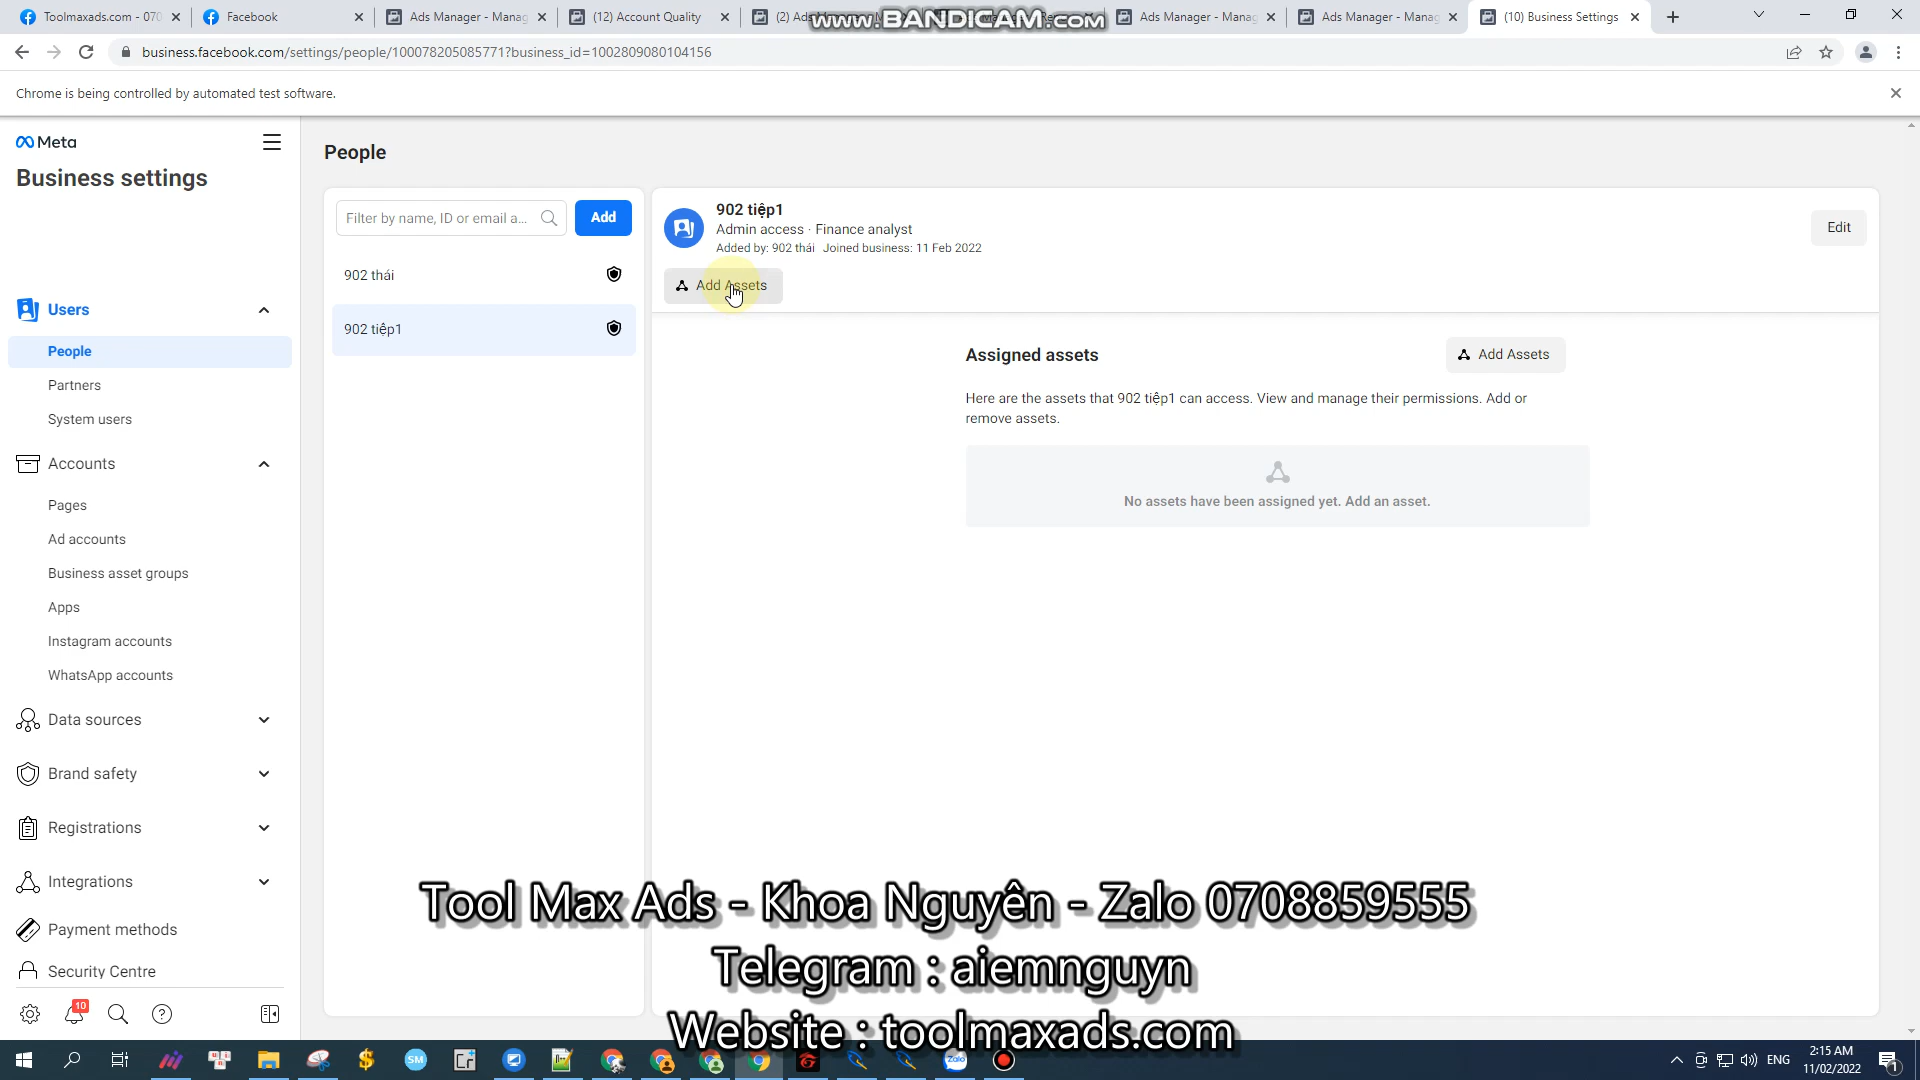 Toolmaxads.com - 070
Facebook
Ads Manager - Manag
(12) Account Quality
(2) Ads
Ads Manager - Manag
Ads Manager - Manag
(10) Business Settings
www.BANDICAM.com
business.facebook.com/settings/people/100078205085771?business_id=1002809080104156
Chrome is being controlled by automated test software.
Meta
Business settings
Users
People
Partners
System users
Accounts
Pages
Ad accounts
Business asset groups
Apps
Instagram accounts
WhatsApp accounts
Data sources
Brand safety
Registrations
Integrations
Payment methods
Security Centre
10
People
Filter by name, ID or email a...
Add
902 thái
902 tiệp1
902 tiệp1
Admin access · Finance analyst
Added by: 902 thái Joined business: 11 Feb 2022
Edit
Add Assets
Assigned assets
Add Assets
Here are the assets that 902 tiệp1 can access. View and manage their permissions. Add or
remove assets.
No assets have been assigned yet. Add an asset.
Tool Max Ads - Khoa Nguyên - Zalo 0708859555
Telegram : aiemnguyn
Website : toolmaxads.com
SM
Zalo
ENG
2:15 AM
11/02/2022
1